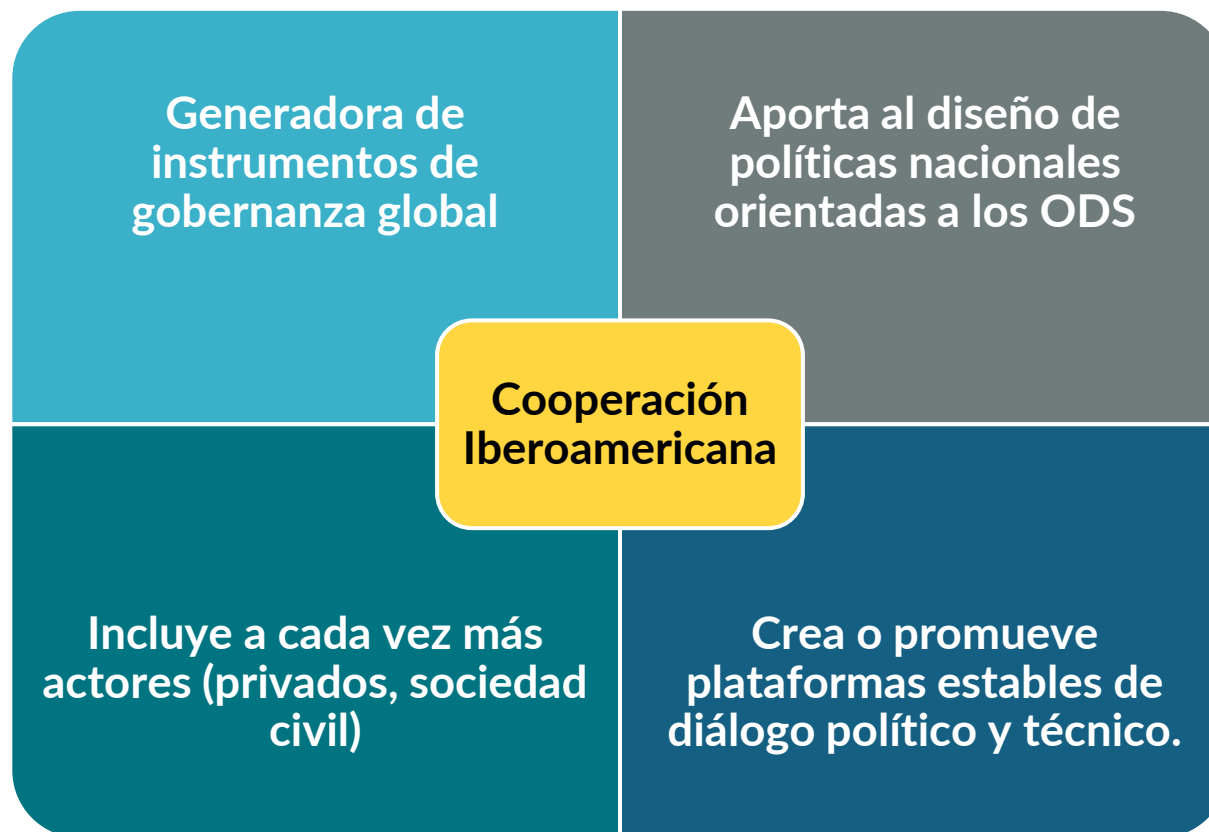 Generadora de
instrumentos de
gobernanza global
Aporta al diseño de
políticas nacionales
orientadas a los ODS
Cooperación
Iberoamericana
Incluye a cada vez más
actores (privados, sociedad
civil)
Crea o promueve
plataformas estables de
diálogo político y técnico.